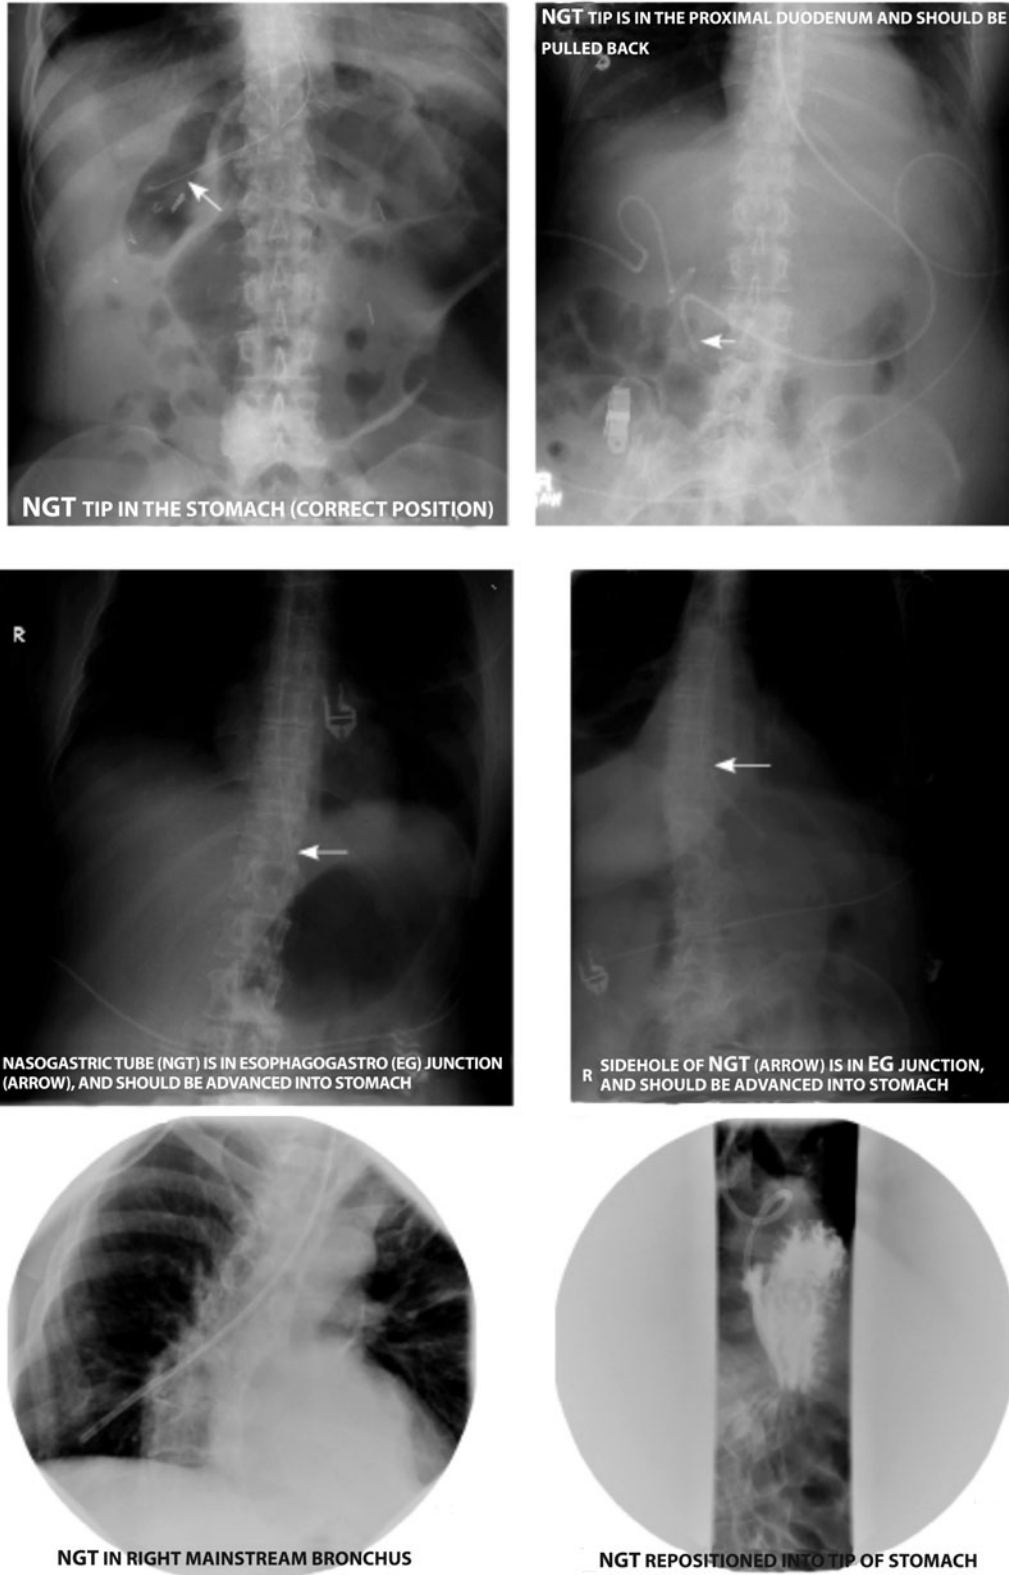 NGT TIP IN THE STOMACH (CORRECT POSITION)
NGT TIP IS IN THE PROXIMAL DUODENUM AND SHOULD BE
PULLED BACK
R
R
NASOGASTRIC TUBE (NGT) IS IN ESOPHAGOGASTRO (EG) JUNCTION
(ARROW), AND SHOULD BE ADVANCED INTO STOMACH
R
SIDEHOLE OF NGT (ARROW) IS IN EG JUNCTION,
AND SHOULD BE ADVANCED INTO STOMACH
NGT IN RIGHT MAINSTREAM BRONCHUS
NGT REPOSITIONED INTO TIP OF STOMACH